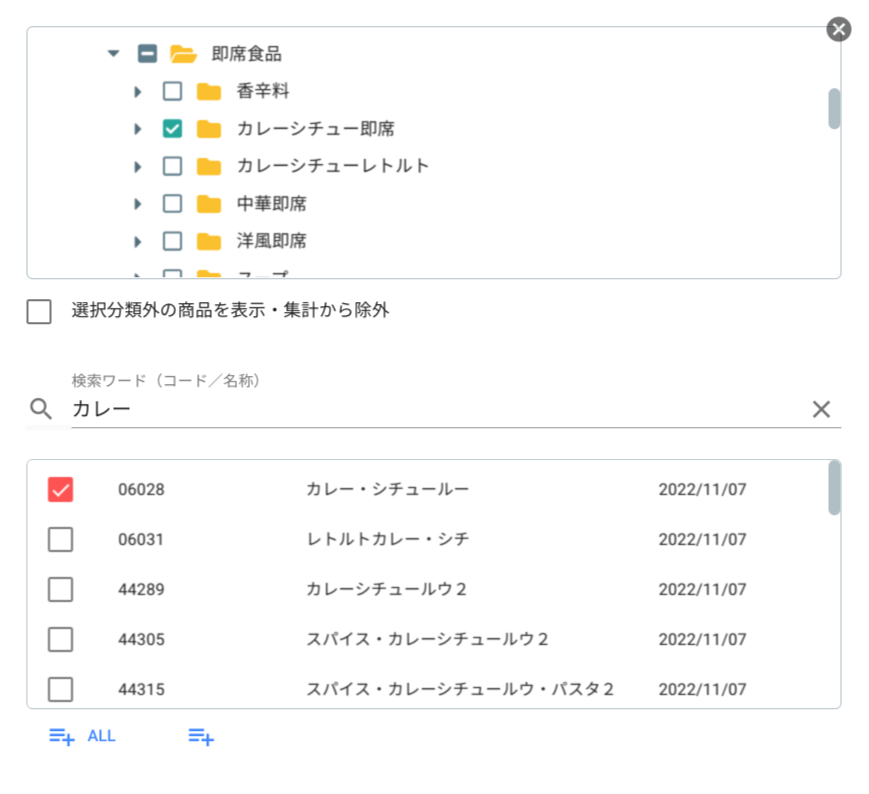 即席食品
香辛料
カレーシチュー即席
カレーシチューレトルト
中華即席
洋風即席
スープ
選択分類外の商品を表示・集計から除外
検索ワード（コード／名称）
カレー
06028 カレー・シチュールー 2022/11/07
06031 レトルトカレー・シチ 2022/11/07
44289 カレーシチュールウ２ 2022/11/07
44305 スパイス・カレーシチュールウ２ 2022/11/07
44315 スパイス・カレーシチュールウ・パスタ２ 2022/11/07
ALL